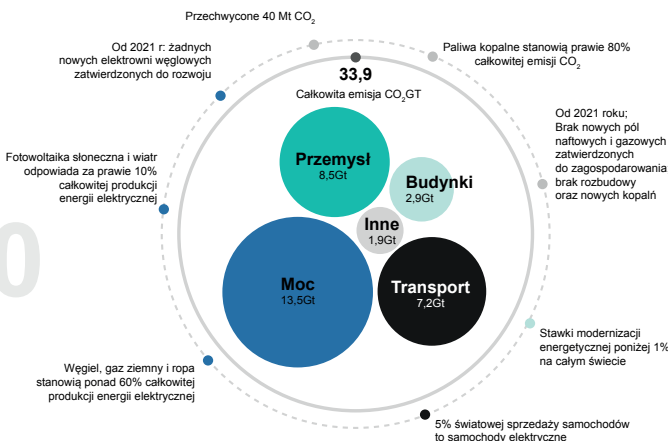 Przechwycone 40 Mt CO₂
Od 2021 r: żadnych
nowych elektrowni węglowych
zatwierdzonych do rozwoju
Paliwa kopalne stanowią prawie 80%
całkowitej emisji CO₂
33,9
Całkowita emisja CO₂GT
Od 2021 roku;
Brak nowych pól
naftowych i gazowych
zatwierdzonych
do zagospodarowania
brak rozbudowy
oraz nowych kopalń
Fotowoltaika słoneczna i wiatr
odpowiada za prawie 10%
całkowitej produkcji
energii elektrycznej
Przemysł
8,5Gt
Budynki
2,9Gt
Inne
1,9Gt
0
Moc
13,5Gt
Transport
7,2Gt
Stawki modernizacji
energetycznej poniżej 1%
na całym świecie
Węgiel, gaz ziemny i ropa
stanowią ponad 60% całkowitej
produkcji energii elektrycznej
5% światowej sprzedaży samochodów
to samochody elektryczne